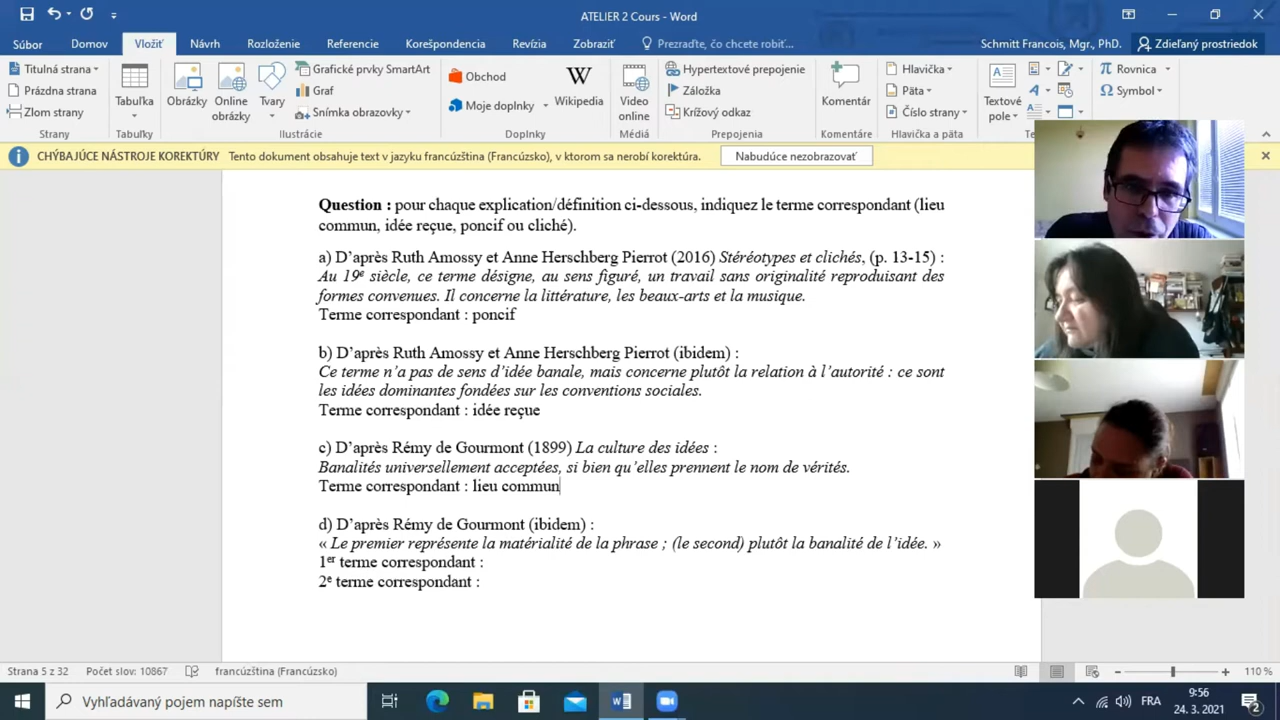 ATELIER 2 Cours - Word
Súbor Domov Vložiť Návrh Rozloženie Referencie Korešpondencia Revízia Zobraziť Prezraďte, čo chcete robiť... Schmitt Francois, Mgr., PhD. Zdieľaný prostriedok
Titulná strana
Prázdna strana
Zlom strany
Strany
Tabuľka
Tabuľky
Obrázky
Online obrázky
Tvary
Grafické prvky SmartArt
Graf
Snímka obrazovky
Ilustrácie
Obchod
Moje doplnky
Wikipedia
Doplnky
Video online
Médiá
Hypertextové prepojenie
Záložka
Krížový odkaz
Prepojenia
Komentár
Komentáre
Hlavička
Päta
Číslo strany
Hlavička a päta
Textové pole
Rovnica
Symbol
CHÝBAJÚCE NÁSTROJE KOREKTÚRY Tento dokument obsahuje text v jazyku francúzština (Francúzsko), v ktorom sa nerobí korektúra. Nabudúce nezobrazovať
Question : pour chaque explication/définition ci-dessous, indiquez le terme correspondant (lieu
commun, idée reçue, poncif ou cliché).
a) D’après Ruth Amossy et Anne Herschberg Pierrot (2016) Stéréotypes et clichés, (p. 13-15) :
Au 19e siècle, ce terme désigne, au sens figuré, un travail sans originalité reproduisant des
formes convenues. Il concerne la littérature, les beaux-arts et la musique.
Terme correspondant : poncif
b) D’après Ruth Amossy et Anne Herschberg Pierrot (ibidem) :
Ce terme n’a pas de sens d’idée banale, mais concerne plutôt la relation à l’autorité : ce sont
les idées dominantes fondées sur les conventions sociales.
Terme correspondant : idée reçue
c) D’après Rémy de Gourmont (1899) La culture des idées :
Banalités universellement acceptées, si bien qu’elles prennent le nom de vérités.
Terme correspondant : lieu commun
d) D’après Rémy de Gourmont (ibidem) :
« Le premier représente la matérialité de la phrase ; (le second) plutôt la banalité de l’idée. »
1er terme correspondant :
2e terme correspondant :
Strana 5 z 32 Počet slov: 10867 francúzština (Francúzsko) 110 %
Vyhľadávaný pojem napíšte sem
FRA
9:56
24. 3. 2021
2